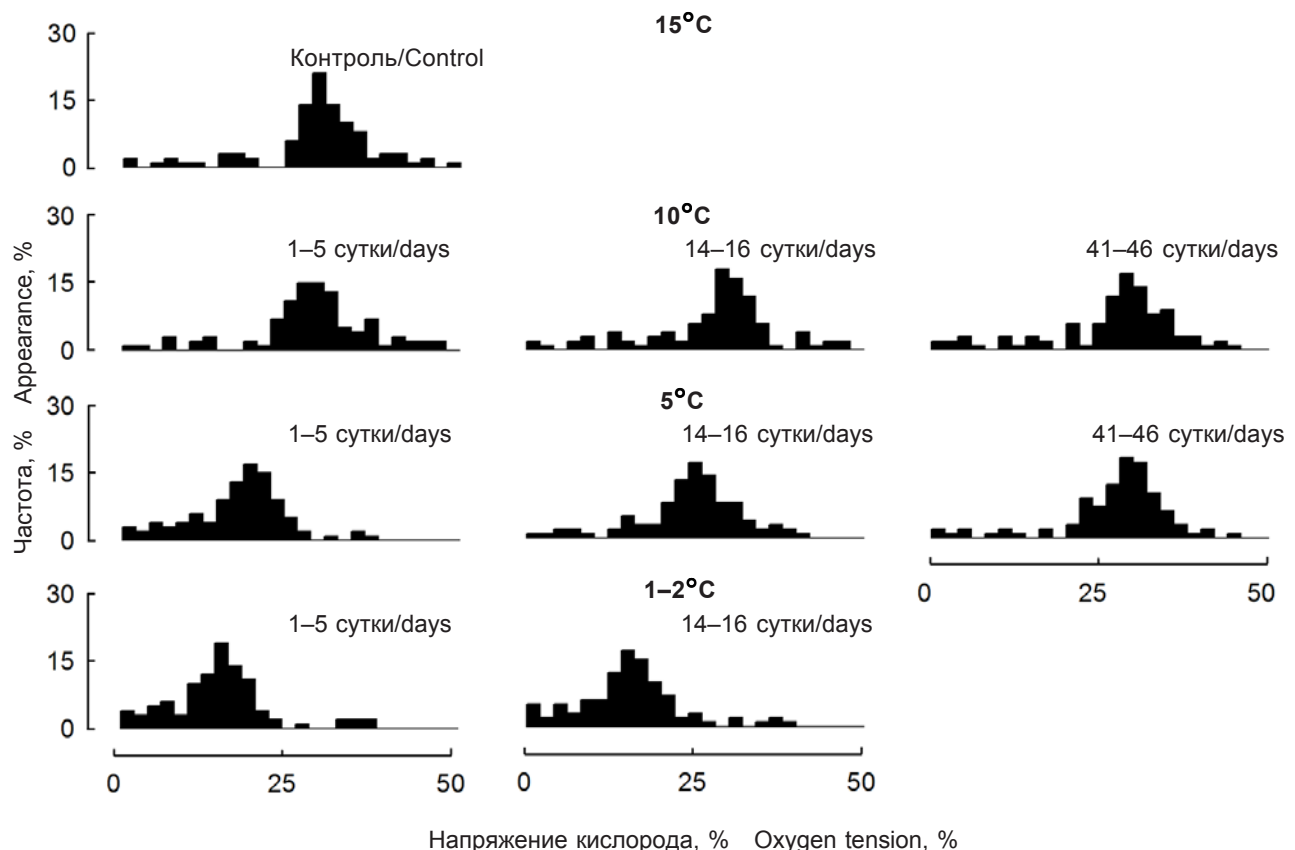 15°C
30
15
0
Контроль/Control
10°C
30
15
0
1–5 сутки/days
14–16 сутки/days
41–46 сутки/days
5°C
30
15
0
1–5 сутки/days
14–16 сутки/days
41–46 сутки/days
0 25 50
1–2°C
30
15
0
1–5 сутки/days
14–16 сутки/days
0 25 50
0 25 50
Частота, % Appearance, %
Напряжение кислорода, % Oxygen tension, %